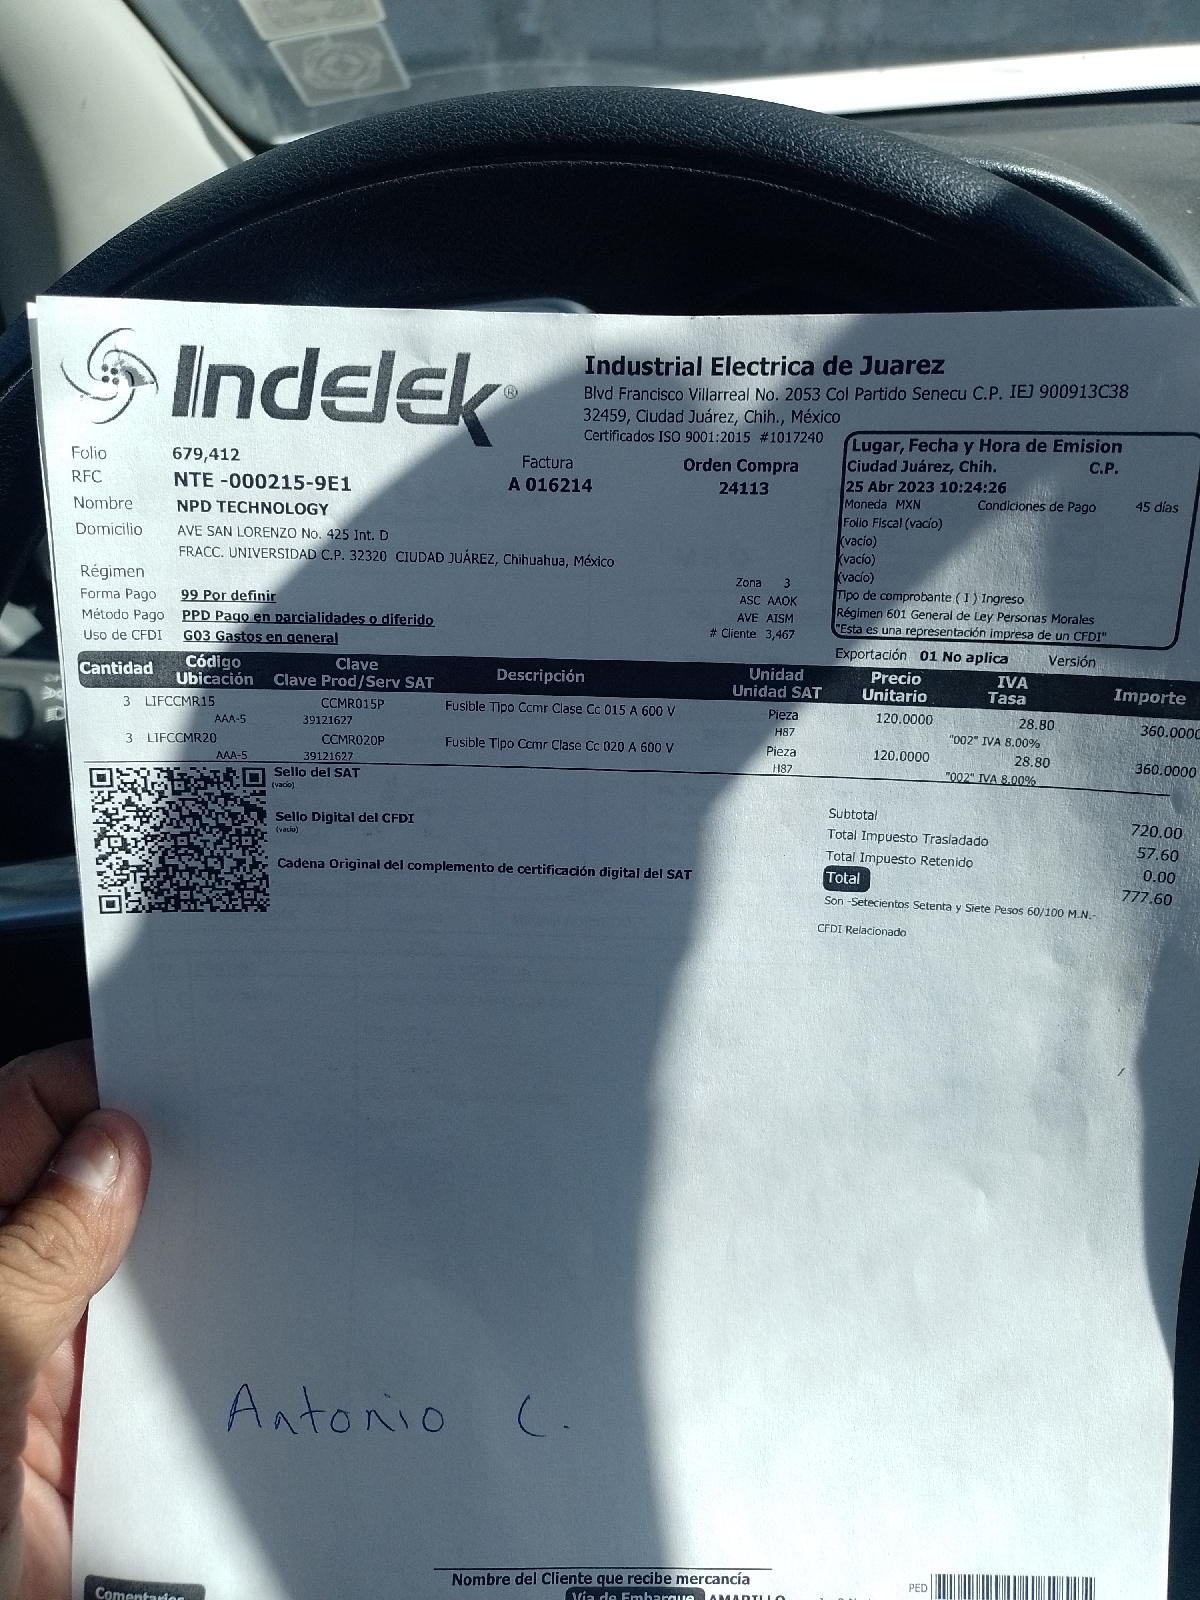 Indelek®
Industrial Electrica de Juarez
Blvd Francisco Villarreal No. 2053 Col Partido Senecu C.P. IEJ 900913C38
32459, Ciudad Juárez, Chih., México
Certificados ISO 9001:2015 #1017240
Folio 679,412
RFC NTE -000215-9E1
Nombre NPD TECHNOLOGY
Domicilio AVE SAN LORENZO No. 425 Int. D
FRACC. UNIVERSIDAD C.P. 32320 CIUDAD JUÁREZ, Chihuahua, México
Factura
A 016214
Orden Compra
24113
Lugar, Fecha y Hora de Emision
Ciudad Juárez, Chih. C.P.
25 Abr 2023 10:24:26
Moneda MXN Condiciones de Pago 45 días
Folio Fiscal (vacío)
(vacío)
(vacío)
(vacío)
Tipo de comprobante ( I ) Ingreso
Régimen 601 General de Ley Personas Morales
"Esta es una representación impresa de un CFDI"
Régimen
Forma Pago 99 Por definir
Método Pago PPD Pago en parcialidades o diferido
Uso de CFDI G03 Gastos en general
Zona 3
ASC AAOK
AVE AISM
# Cliente 3,467
Exportación 01 No aplica Versión
Cantidad Código Ubicación Clave Clave Prod/Serv SAT Descripción Unidad Unidad SAT Precio Unitario IVA Tasa Importe
3 LIFCCMR15 CCMR015P Fusible Tipo Ccmr Clase Cc 015 A 600 V Pieza 120.0000 28.80 360.0000
AAA-5 39121627 H87 "002" IVA 8.00%
3 LIFCCMR20 CCMR020P Fusible Tipo Ccmr Clase Cc 020 A 600 V Pieza 120.0000 28.80 360.0000
AAA-5 39121627 H87 "002" IVA 8.00%
Sello del SAT
(vacío)
Sello Digital del CFDI
(vacío)
Cadena Original del complemento de certificación digital del SAT
Subtotal 720.00
Total Impuesto Trasladado 57.60
Total Impuesto Retenido 0.00
Total 777.60
Son -Setecientos Setenta y Siete Pesos 60/100 M.N.-
CFDI Relacionado
Antonio C.
Nombre del Cliente que recibe mercancía
Comentarios
Vía de Embarque AMARILLO
PED